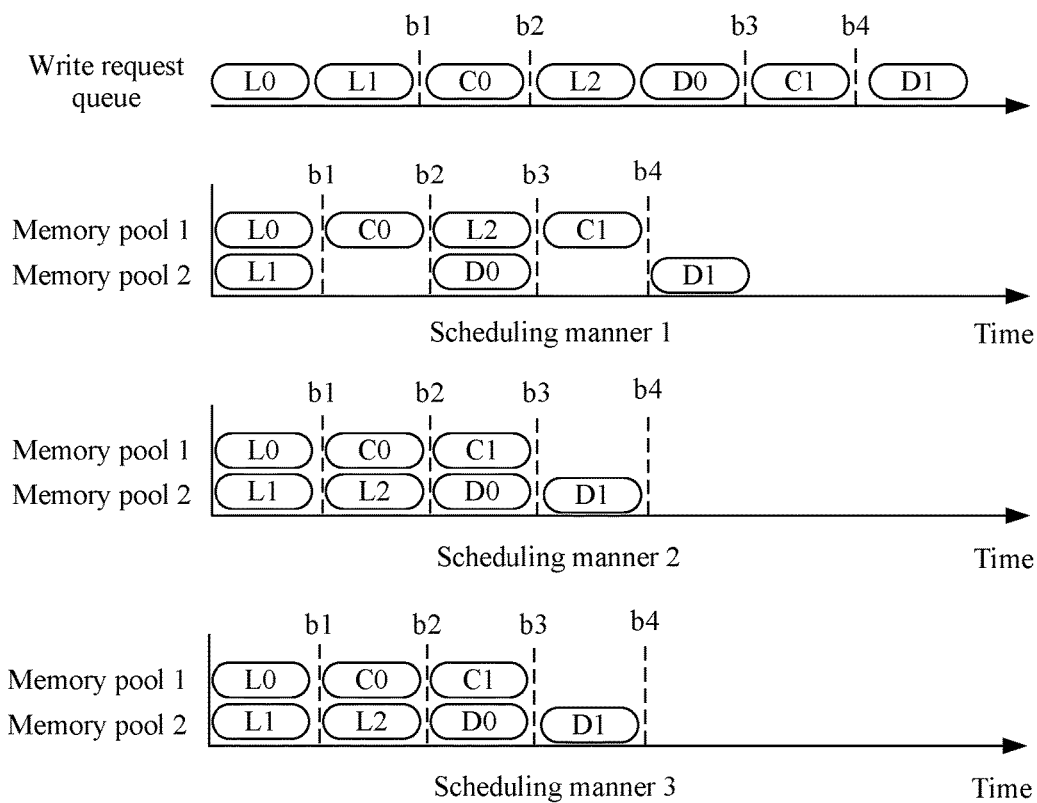 b1 b2 b3 b4
Write request
queue
L0 L1 C0 L2 D0 C1 D1
b1 b2 b3 b4
Memory pool 1 L0 C0 L2 C1
Memory pool 2 L1 D0 D1
Scheduling manner 1 Time
b1 b2 b3 b4
Memory pool 1 L0 C0 C1
Memory pool 2 L1 L2 D0 D1
Scheduling manner 2 Time
b1 b2 b3 b4
Memory pool 1 L0 C0 C1
Memory pool 2 L1 L2 D0 D1
Scheduling manner 3 Time